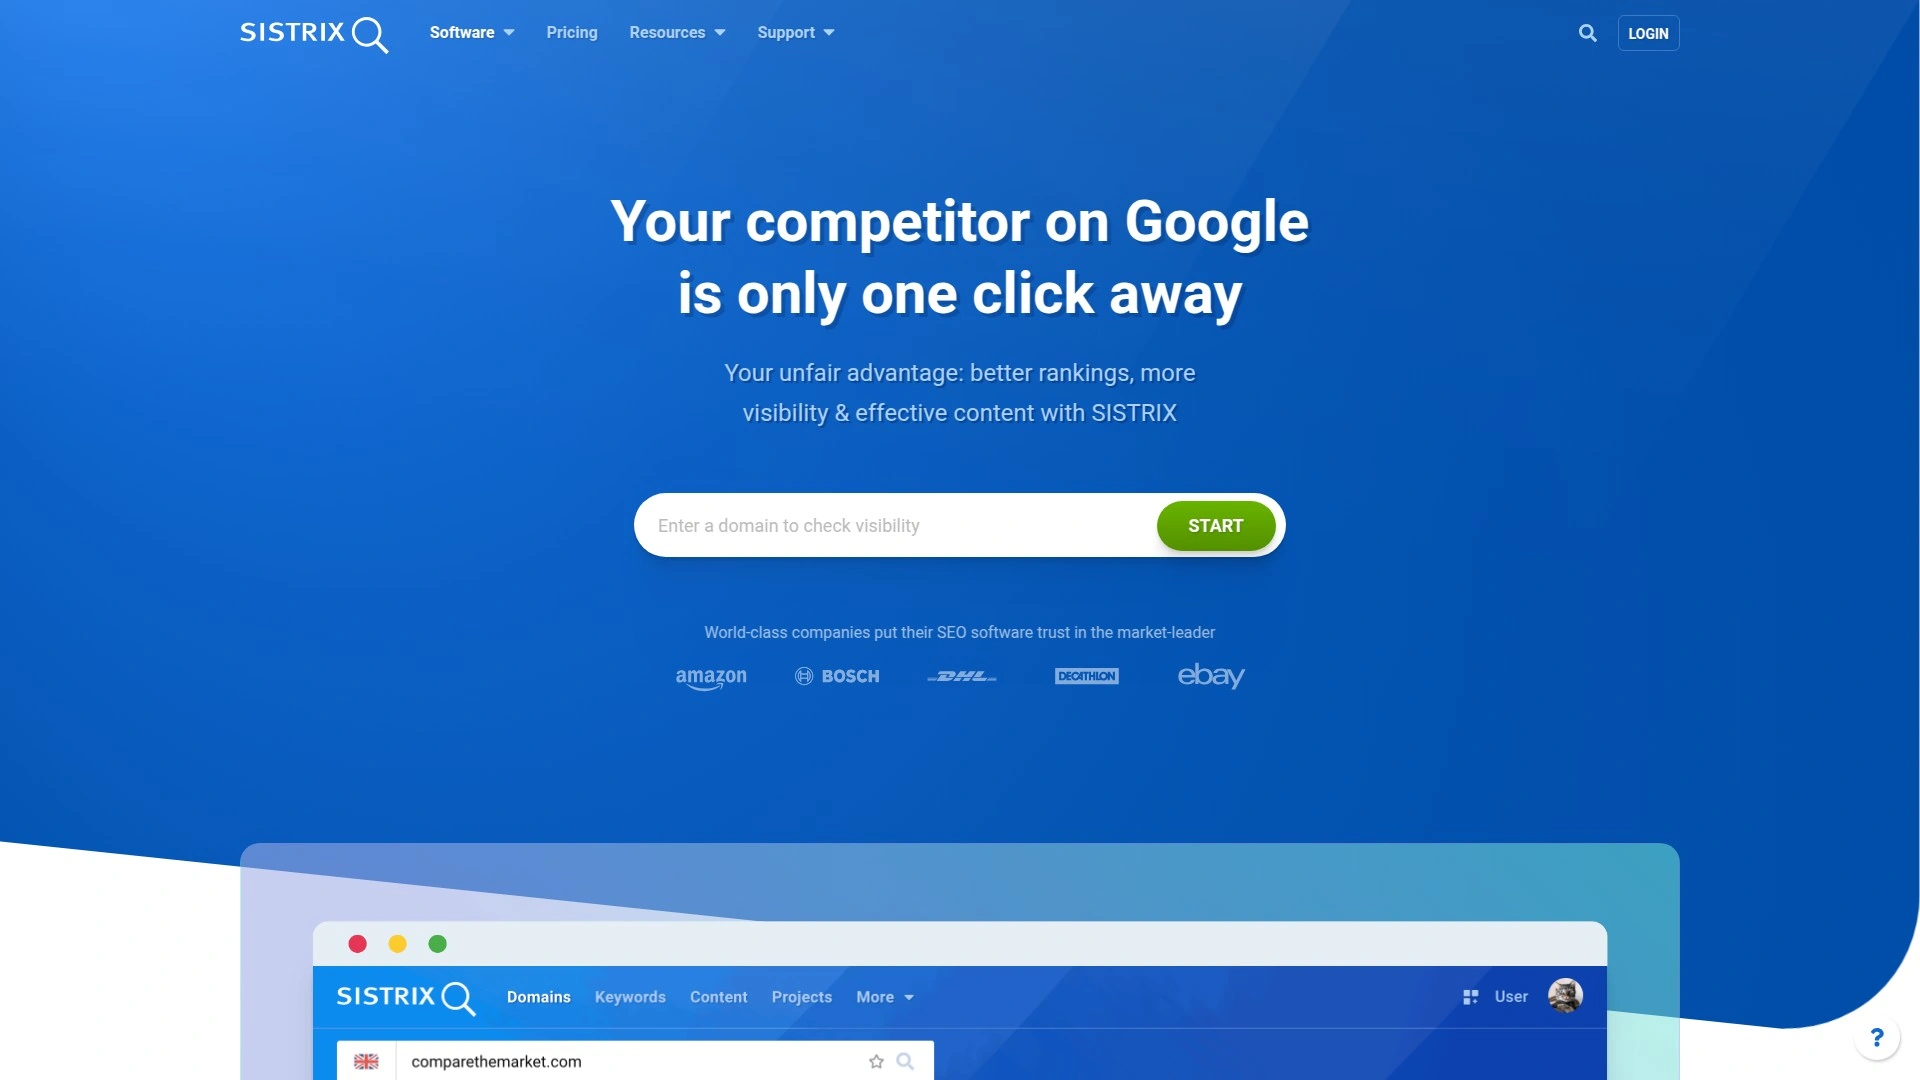 SISTRIX
Software
Pricing
Resources
Support
LOGIN
Your competitor on Google
is only one click away
Your unfair advantage: better rankings, more
visibility & effective content with SISTRIX
Enter a domain to check visibility
START
World-class companies put their SEO software trust in the market-leader
amazon
BOSCH
DHL
DECATHLON
ebay
SISTRIX
Domains
Keywords
Content
Projects
More
User
comparethemarket.com
?